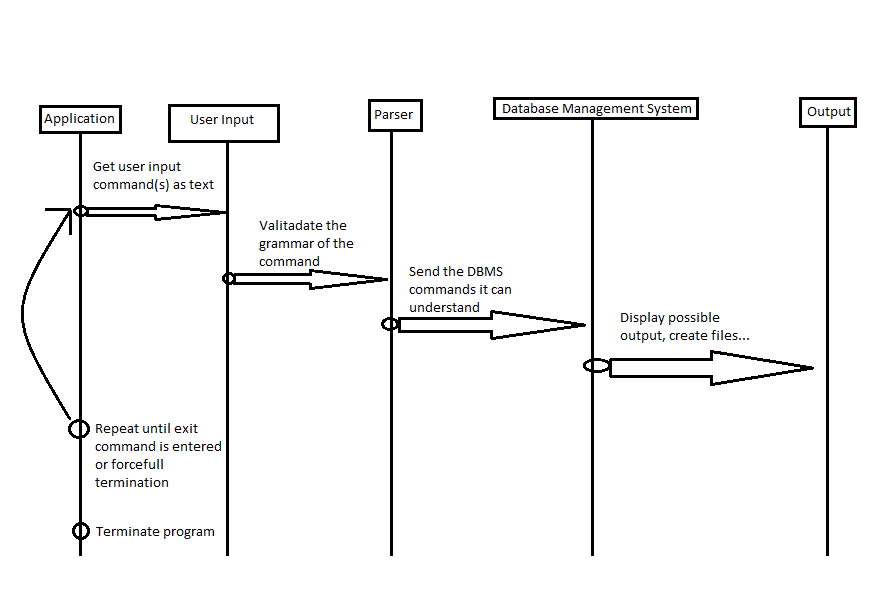 Application
User Input
Parser
Database Management System
Output
Get user input
command(s) as text
Valitadate the
grammar of the
command
Send the DBMS
commands it can
understand
Display possible
output, create files...
Repeat until exit
command is entered
or forcefull
termination
Terminate program